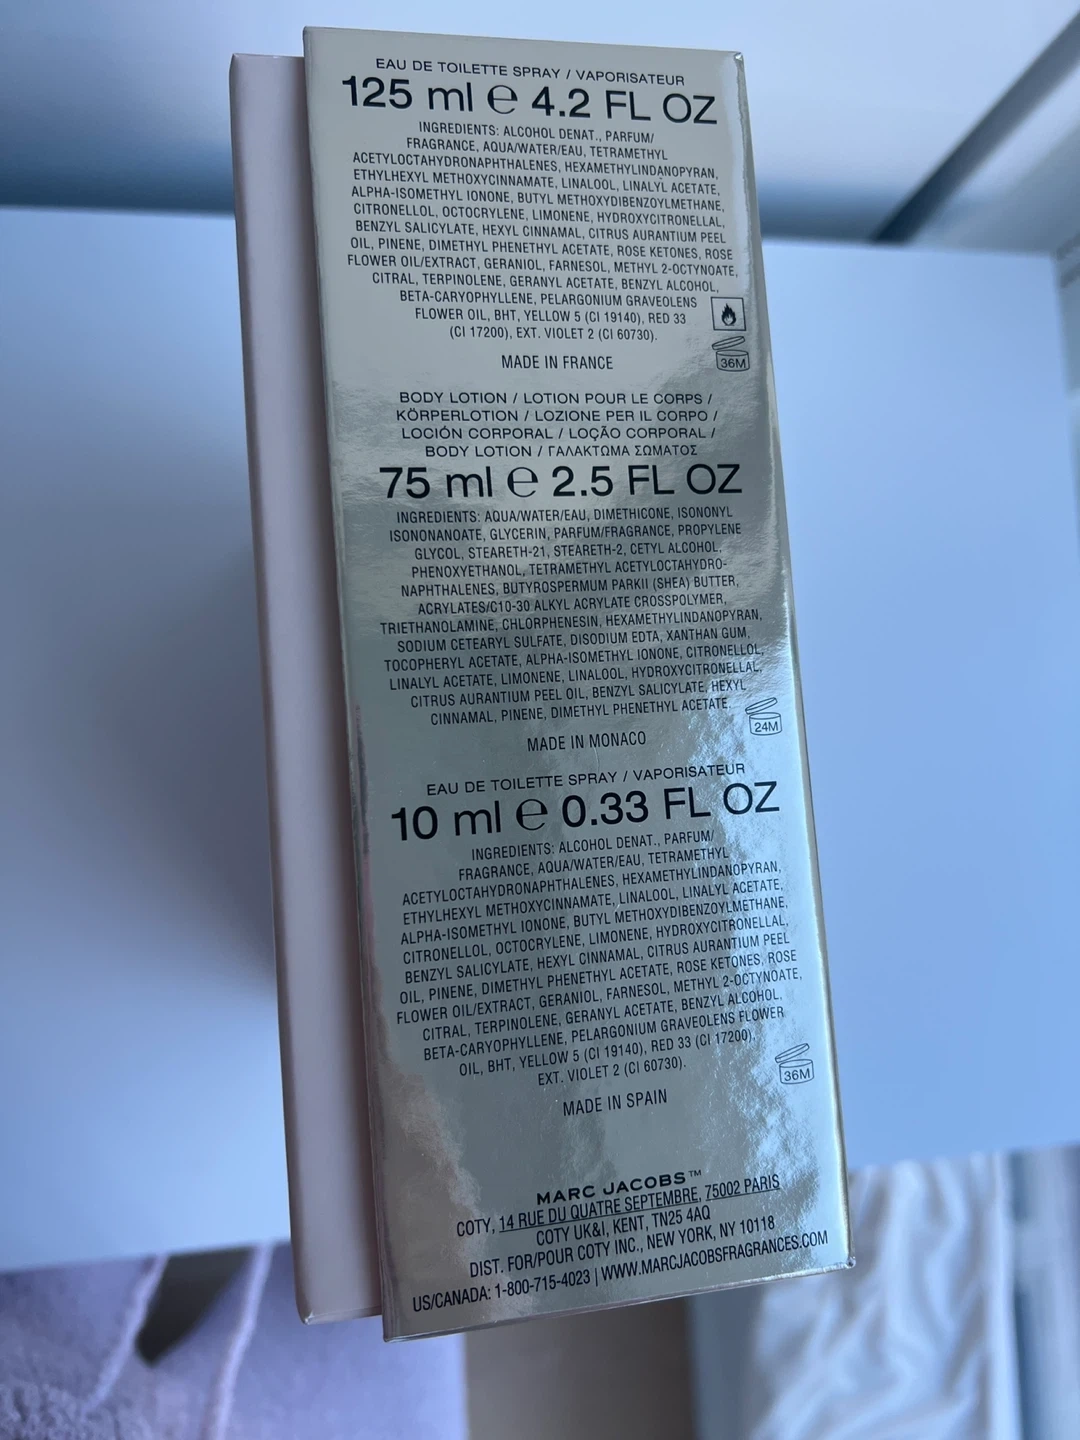 EAU DE TOILETTE SPRAY / VAPORISATEUR
125 ml ℮ 4.2 FL OZ
INGREDIENTS: ALCOHOL DENAT., PARFUM/
FRAGRANCE, AQUA/WATER/EAU, TETRAMETHYL
ACETYLOCTAHYDRONAPHTHALENES, HEXAMETHYLINDANOPYRAN,
ETHYLHEXYL METHOXYCINNAMATE, LINALOOL, LINALYL ACETATE,
ALPHA-ISOMETHYL IONONE, BUTYL METHOXYDIBENZOYLMETHANE,
CITRONELLOL, OCTOCRYLENE, LIMONENE, HYDROXYCITRONELLAL,
BENZYL SALICYLATE, HEXYL CINNAMAL, CITRUS AURANTIUM PEEL
OIL, PINENE, DIMETHYL PHENETHYL ACETATE, ROSE KETONES, ROSE
FLOWER OIL/EXTRACT, GERANIOL, FARNESOL, METHYL 2-OCTYNOATE,
CITRAL, TERPINOLENE, GERANYL ACETATE, BENZYL ALCOHOL,
BETA-CARYOPHYLLENE, PELARGONIUM GRAVEOLENS
FLOWER OIL, BHT, YELLOW 5 (CI 19140), RED 33
(CI 17200), EXT. VIOLET 2 (CI 60730).
36M
MADE IN FRANCE
BODY LOTION / LOTION POUR LE CORPS /
KÖRPERLOTION / LOZIONE PER IL CORPO /
LOCIÓN CORPORAL / LOÇÃO CORPORAL /
BODY LOTION / ΓΑΛΑΚΤΩΜΑ ΣΩΜΑΤΟΣ
75 ml ℮ 2.5 FL OZ
INGREDIENTS: AQUA/WATER/EAU, DIMETHICONE, ISONONYL
ISONONANOATE, GLYCERIN, PARFUM/FRAGRANCE, PROPYLENE
GLYCOL, STEARETH-21, STEARETH-2, CETYL ALCOHOL,
PHENOXYETHANOL, TETRAMETHYL ACETYLOCTAHYDRO-
NAPHTHALENES, BUTYROSPERMUM PARKII (SHEA) BUTTER,
ACRYLATES/C10-30 ALKYL ACRYLATE CROSSPOLYMER,
TRIETHANOLAMINE, CHLORPHENESIN, HEXAMETHYLINDANOPYRAN,
SODIUM CETEARYL SULFATE, DISODIUM EDTA, XANTHAN GUM,
TOCOPHERYL ACETATE, ALPHA-ISOMETHYL IONONE, CITRONELLOL,
LINALYL ACETATE, LIMONENE, LINALOOL, HYDROXYCITRONELLAL,
CITRUS AURANTIUM PEEL OIL, BENZYL SALICYLATE, HEXYL
CINNAMAL, PINENE, DIMETHYL PHENETHYL ACETATE.
24M
MADE IN MONACO
EAU DE TOILETTE SPRAY / VAPORISATEUR
10 ml ℮ 0.33 FL OZ
INGREDIENTS: ALCOHOL DENAT., PARFUM/
FRAGRANCE, AQUA/WATER/EAU, TETRAMETHYL
ACETYLOCTAHYDRONAPHTHALENES, HEXAMETHYLINDANOPYRAN,
ETHYLHEXYL METHOXYCINNAMATE, LINALOOL, LINALYL ACETATE,
ALPHA-ISOMETHYL IONONE, BUTYL METHOXYDIBENZOYLMETHANE,
CITRONELLOL, OCTOCRYLENE, LIMONENE, HYDROXYCITRONELLAL,
BENZYL SALICYLATE, HEXYL CINNAMAL, CITRUS AURANTIUM PEEL
OIL, PINENE, DIMETHYL PHENETHYL ACETATE, ROSE KETONES, ROSE
FLOWER OIL/EXTRACT, GERANIOL, FARNESOL, METHYL 2-OCTYNOATE,
CITRAL, TERPINOLENE, GERANYL ACETATE, BENZYL ALCOHOL,
BETA-CARYOPHYLLENE, PELARGONIUM GRAVEOLENS FLOWER
OIL, BHT, YELLOW 5 (CI 19140), RED 33 (CI 17200),
EXT. VIOLET 2 (CI 60730).
36M
MADE IN SPAIN
MARC JACOBS™
COTY, 14 RUE DU QUATRE SEPTEMBRE, 75002 PARIS
COTY UK&I, KENT, TN25 4AQ
DIST. FOR/POUR COTY INC., NEW YORK, NY 10118
US/CANADA: 1-800-715-4023 | WWW.MARCJACOBSFRAGRANCES.COM